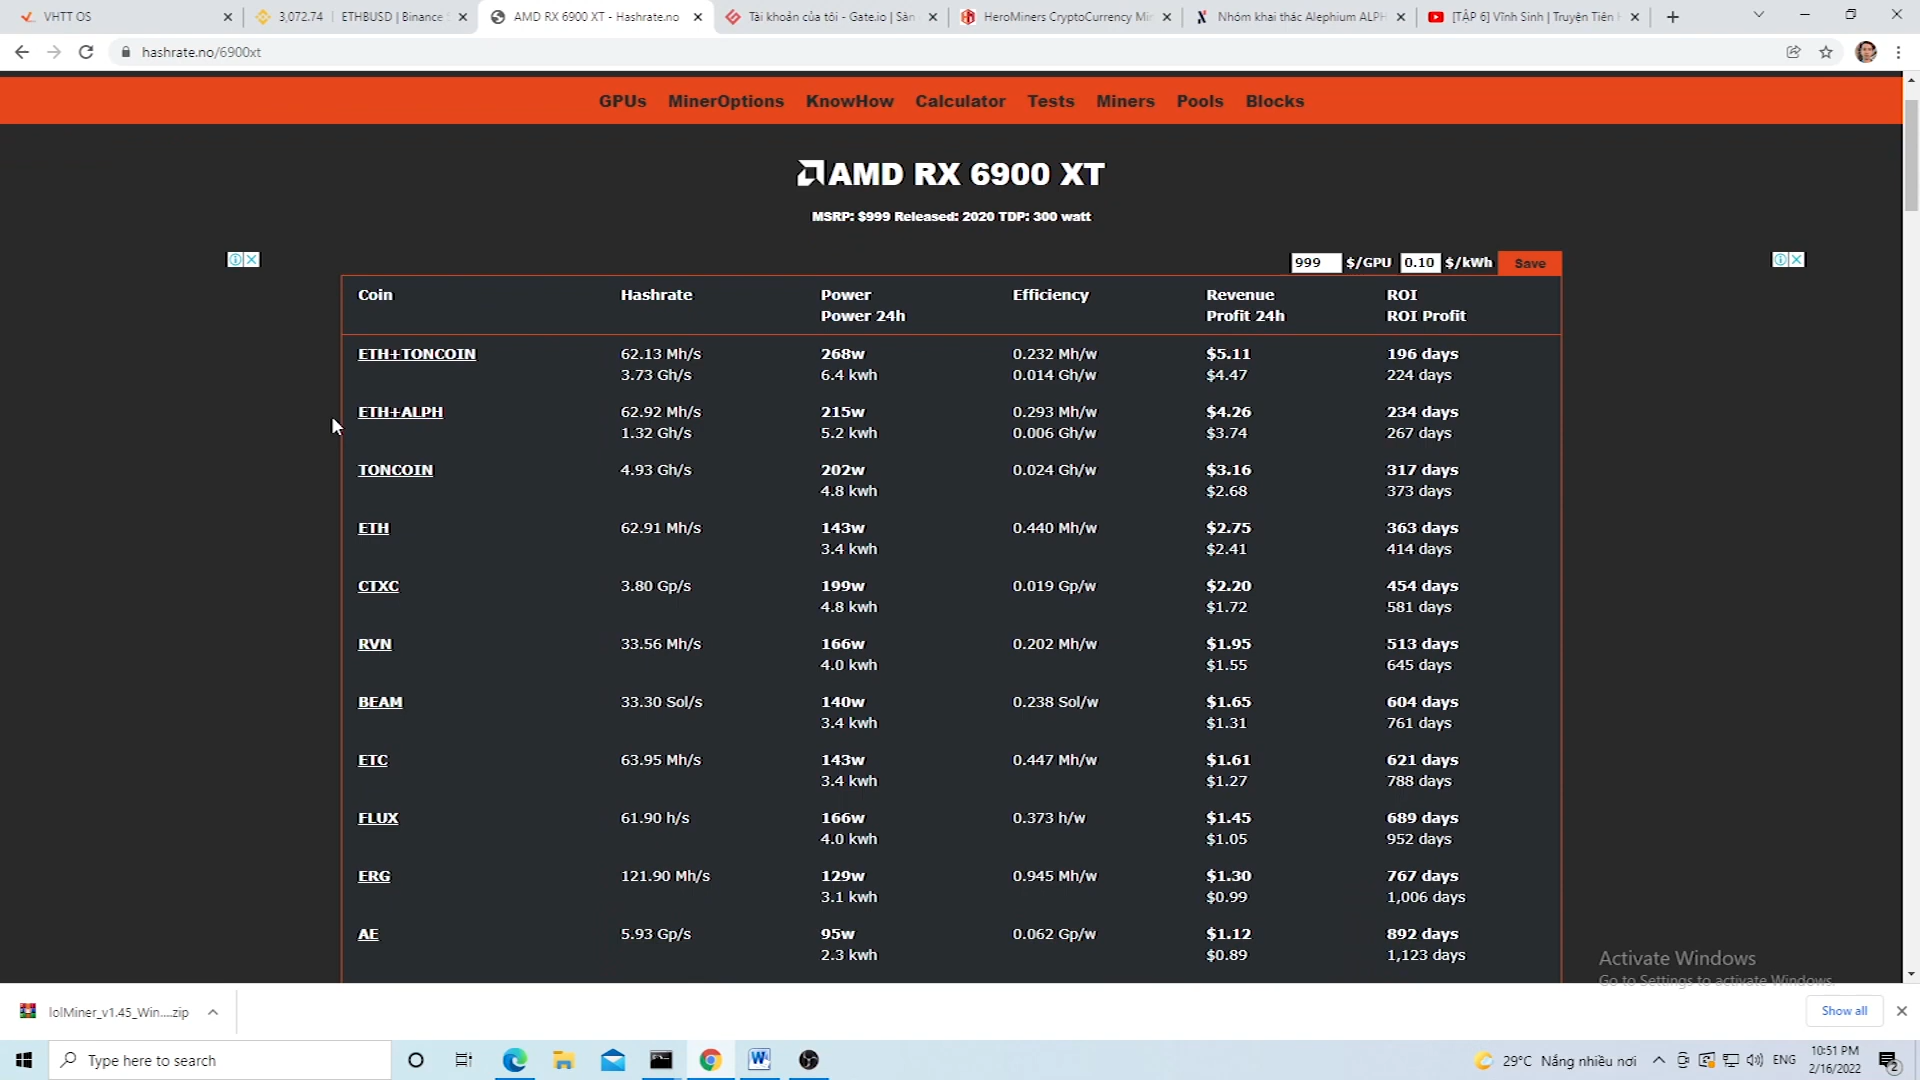 VHTT OS
3,072.74 | ETHBUSD | Binance
AMD RX 6900 XT - Hashrate.no
Tài khoản của tôi - Gate.io | Sàn
HeroMiners CryptoCurrency Mi
Nhóm khai thác Alephium ALPH
[TẬP 6] Vĩnh Sinh | Truyện Tiên
hashrate.no/6900xt
GPUs MinerOptions KnowHow Calculator Tests Miners Pools Blocks
AMD RX 6900 XT
MSRP: $999 Released: 2020 TDP: 300 watt
999 $/GPU 0.10 $/kWh Save
Coin Hashrate Power Efficiency Revenue ROI
Power 24h Profit 24h ROI Profit
ETH+TONCOIN 62.13 Mh/s 268w 0.232 Mh/w $5.11 196 days
3.73 Gh/s 6.4 kwh 0.014 Gh/w $4.47 224 days
ETH+ALPH 62.92 Mh/s 215w 0.293 Mh/w $4.26 234 days
1.32 Gh/s 5.2 kwh 0.006 Gh/w $3.74 267 days
TONCOIN 4.93 Gh/s 202w 0.024 Gh/w $3.16 317 days
4.8 kwh $2.68 373 days
ETH 62.91 Mh/s 143w 0.440 Mh/w $2.75 363 days
3.4 kwh $2.41 414 days
CTXC 3.80 Gp/s 199w 0.019 Gp/w $2.20 454 days
4.8 kwh $1.72 581 days
RVN 33.56 Mh/s 166w 0.202 Mh/w $1.95 513 days
4.0 kwh $1.55 645 days
BEAM 33.30 Sol/s 140w 0.238 Sol/w $1.65 604 days
3.4 kwh $1.31 761 days
ETC 63.95 Mh/s 143w 0.447 Mh/w $1.61 621 days
3.4 kwh $1.27 788 days
FLUX 61.90 h/s 166w 0.373 h/w $1.45 689 days
4.0 kwh $1.05 952 days
ERG 121.90 Mh/s 129w 0.945 Mh/w $1.30 767 days
3.1 kwh $0.99 1,006 days
AE 5.93 Gp/s 95w 0.062 Gp/w $1.12 892 days
2.3 kwh $0.89 1,123 days
Activate Windows
Go to Settings to activate Windows.
lolMiner_v1.45_Win....zip
Show all
Type here to search
29°C Nắng nhiều nơi
ENG
10:51 PM
2/16/2022
2